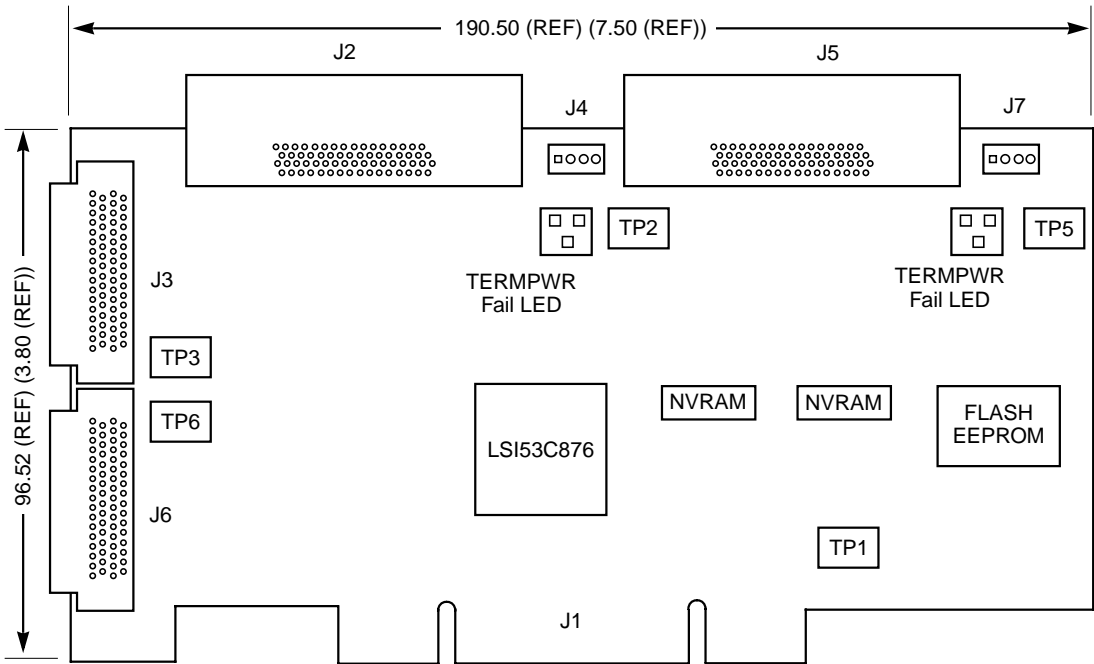 190.50 (REF) (7.50 (REF))
J2
J5
J4
J7
TP2
TP5
TERMPWR
Fail LED
TERMPWR
Fail LED
96.52 (REF) (3.80 (REF))
J3
TP3
TP6
NVRAM
NVRAM
FLASH
EEPROM
LSI53C876
J6
TP1
J1